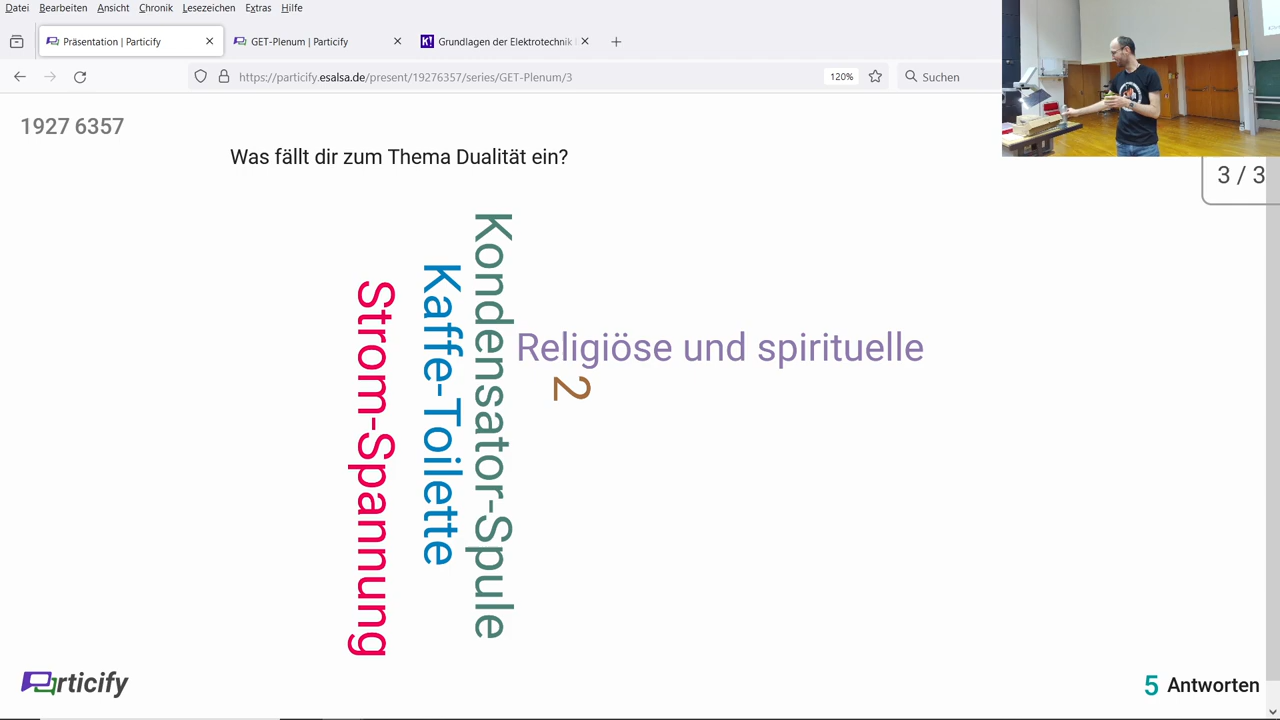 Datei Bearbeiten Ansicht Chronik Lesezeichen Extras Hilfe
Präsentation | Particify
GET-Plenum | Particify
K! Grundlagen der Elektrotechnik
https://particify.esalsa.de/present/19276357/series/GET-Plenum/3
120%
Suchen
1927 6357
Was fällt dir zum Thema Dualität ein?
3 / 3
Strom-Spannung
Kaffe-Toilette
Kondensator-Spule
Religiöse und spirituelle
2
Particify
5 Antworten